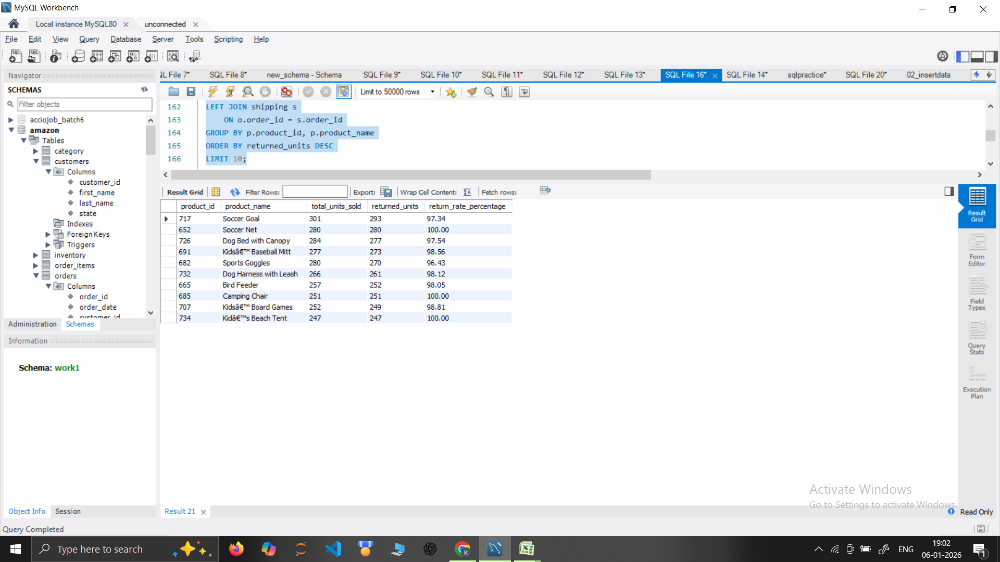 MySQL Workbench
Local instance MySQL80
unconnected
File Edit View Query Database Server Tools Scripting Help
Navigator
SCHEMAS
Filter objects
acciojob_batch6
amazon
Tables
category
customers
Columns
customer_id
first_name
last_name
state
Indexes
Foreign Keys
Triggers
inventory
order_items
orders
Columns
order_id
order_date
customer_id
Administration Schemas
Information
Schema: work1
Object Info Session
Query Completed
QL File 7* SQL File 8* new_schema - Schema SQL File 9* SQL File 10* SQL File 11* SQL File 12* SQL File 13* SQL File 16* SQL File 14* sqlpractice* SQL File 20* 02_insertdata
Limit to 50000 rows
162 LEFT JOIN shipping s
163 ON o.order_id = s.order_id
164 GROUP BY p.product_id, p.product_name
165 ORDER BY returned_units DESC
166 LIMIT 10;
Result Grid Filter Rows: Export: Wrap Cell Content: Fetch rows:
product_id product_name total_units_sold returned_units return_rate_percentage
717 Soccer Goal 301 293 97.34
652 Soccer Net 280 280 100.00
726 Dog Bed with Canopy 284 277 97.54
691 Kidsâ€™ Baseball Mitt 277 273 98.56
682 Sports Goggles 280 270 96.43
732 Dog Harness with Leash 266 261 98.12
665 Bird Feeder 257 252 98.05
685 Camping Chair 251 251 100.00
707 Kidsâ€™ Board Games 252 249 98.81
734 Kidâ€™s Beach Tent 247 247 100.00
Result Grid
Form Editor
Field Types
Query Stats
Execution Plan
Activate Windows
Go to Settings to activate Windows.
Result 21
Read Only
Type here to search
ENG
19:02
06-01-2026
1